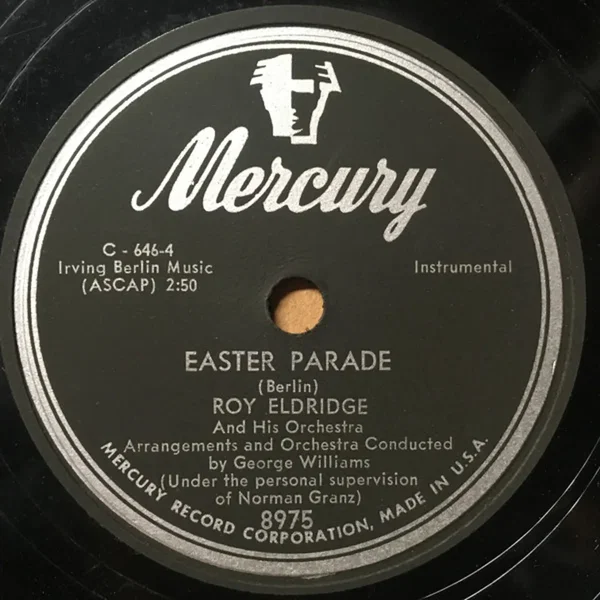 Mercury
C - 646-4
Irving Berlin Music
(ASCAP) 2:50
Instrumental
EASTER PARADE
(Berlin)
ROY ELDRIDGE
And His Orchestra
Arrangements and Orchestra Conducted
by George Williams
(Under the personal supervision
of Norman Granz)
8975
MERCURY RECORD CORPORATION, MADE IN U.S.A.